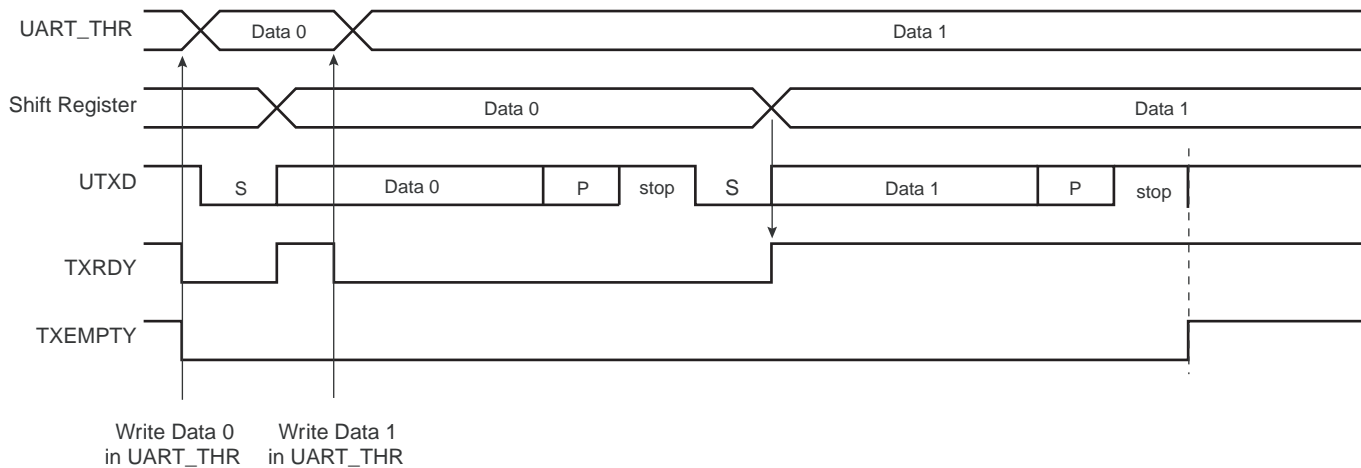 UART_THR
Data 0
Data 1
Shift Register
Data 0
Data 1
UTXD
S
Data 0
P
stop
S
Data 1
P
stop
TXRDY
TXEMPTY
Write Data 0
in UART_THR
Write Data 1
in UART_THR